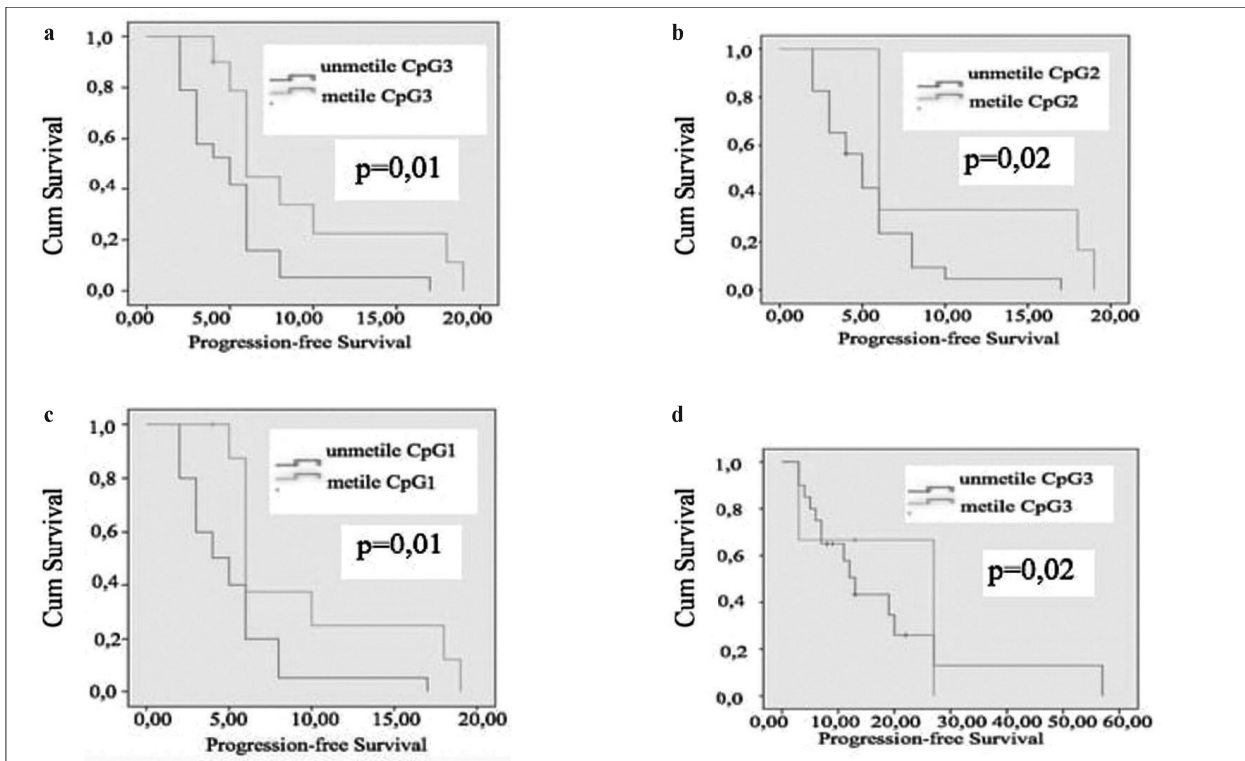 a
1,0
0,8
0,6
0,4
0,2
0,0
Cum Survival
unmetile CpG3
metile CpG3
p=0,01
0,00 5,00 10,00 15,00 20,00
Progression-free Survival
b
1,0
0,8
0,6
0,4
0,2
0,0
Cum Survival
unmetile CpG2
metile CpG2
p=0,02
0,00 5,00 10,00 15,00 20,00
Progression-free Survival
c
1,0
0,8
0,6
0,4
0,2
0,0
Cum Survival
unmetile CpG1
metile CpG1
p=0,01
0,00 5,00 10,00 15,00 20,00
Progression-free Survival
d
1,0
0,8
0,6
0,4
0,2
0,0
Cum Survival
unmetile CpG3
metile CpG3
p=0,02
0,00 10,00 20,00 30,00 40,00 50,00 60,00
Progression-free Survival